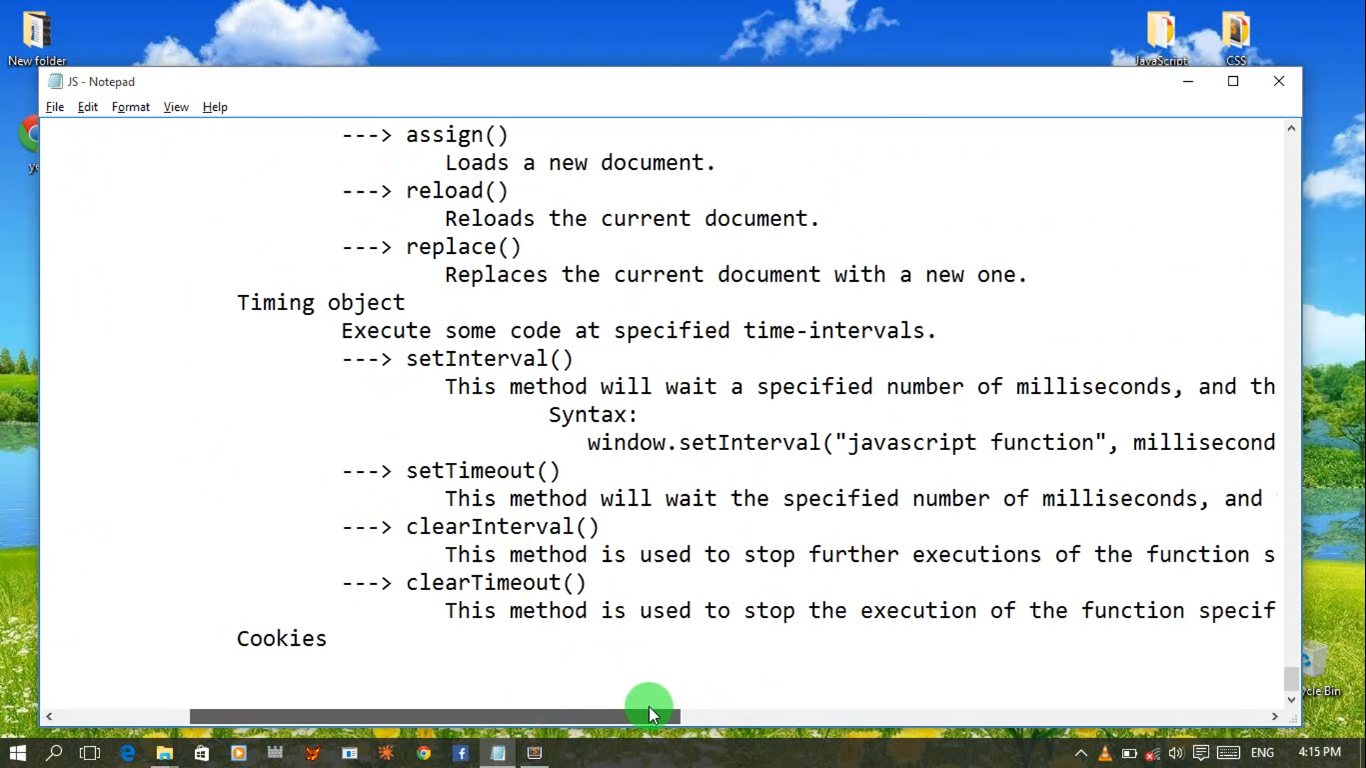 New folder
JavaScript
CSS
JS - Notepad
File Edit Format View Help
---> assign()
Loads a new document.
---> reload()
Reloads the current document.
---> replace()
Replaces the current document with a new one.
Timing object
Execute some code at specified time-intervals.
---> setInterval()
This method will wait a specified number of milliseconds, and th
Syntax:
window.setInterval("javascript function", millisecond
---> setTimeout()
This method will wait the specified number of milliseconds, and
---> clearInterval()
This method is used to stop further executions of the function s
---> clearTimeout()
This method is used to stop the execution of the function specif
Cookies
ye
cle Bin
ENG
4:15 PM